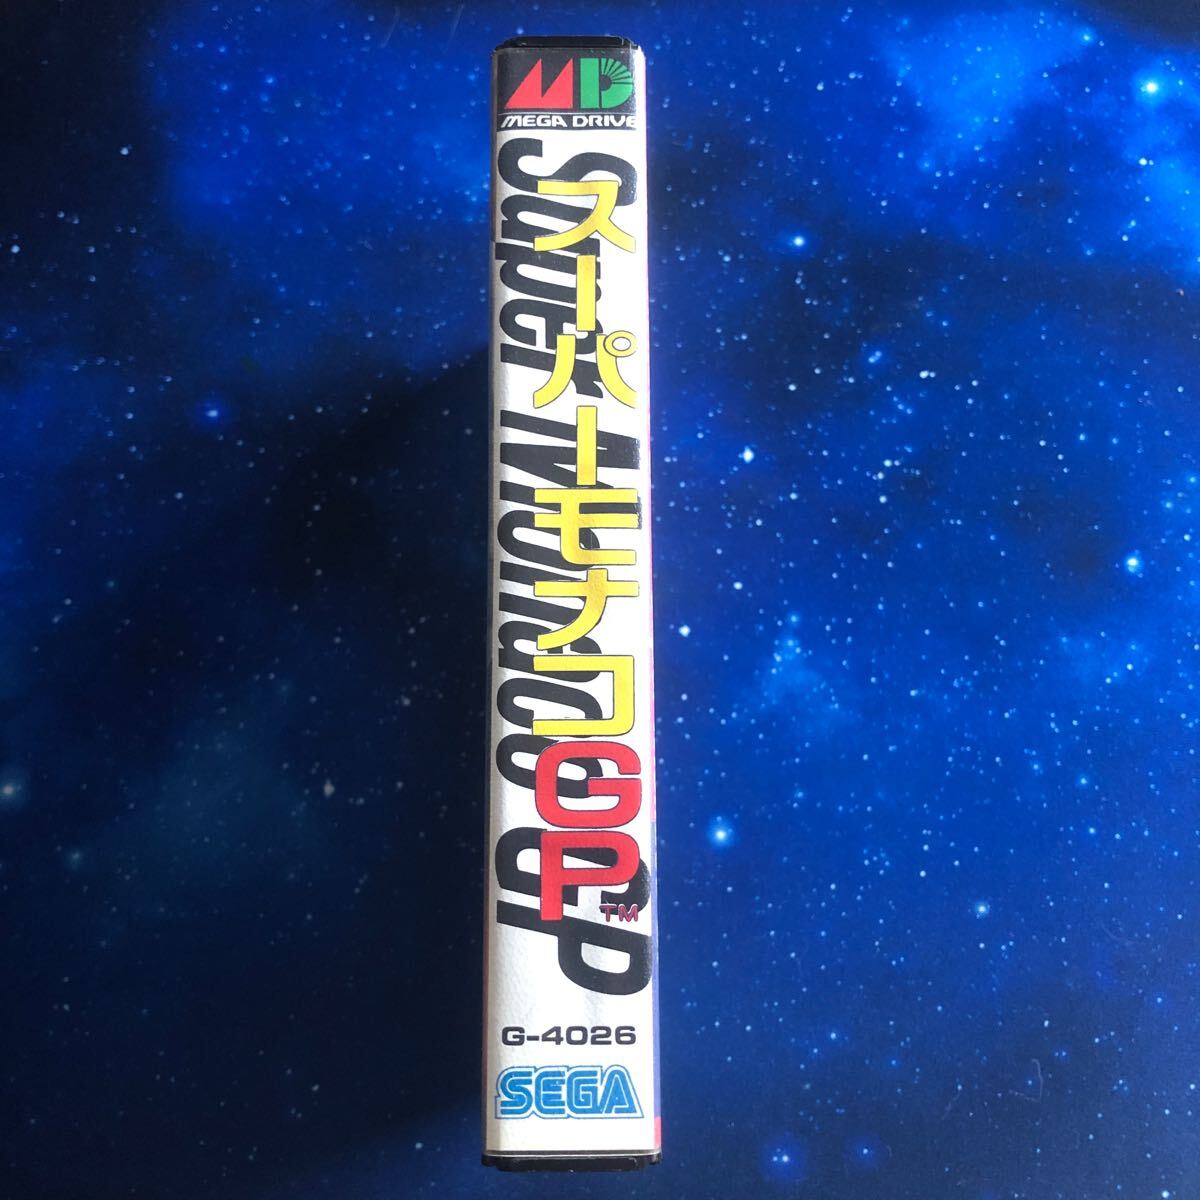 MD
MEGA DRIVE
スーパーモナコGP™
Super Monaco GP
G-4026
SEGA